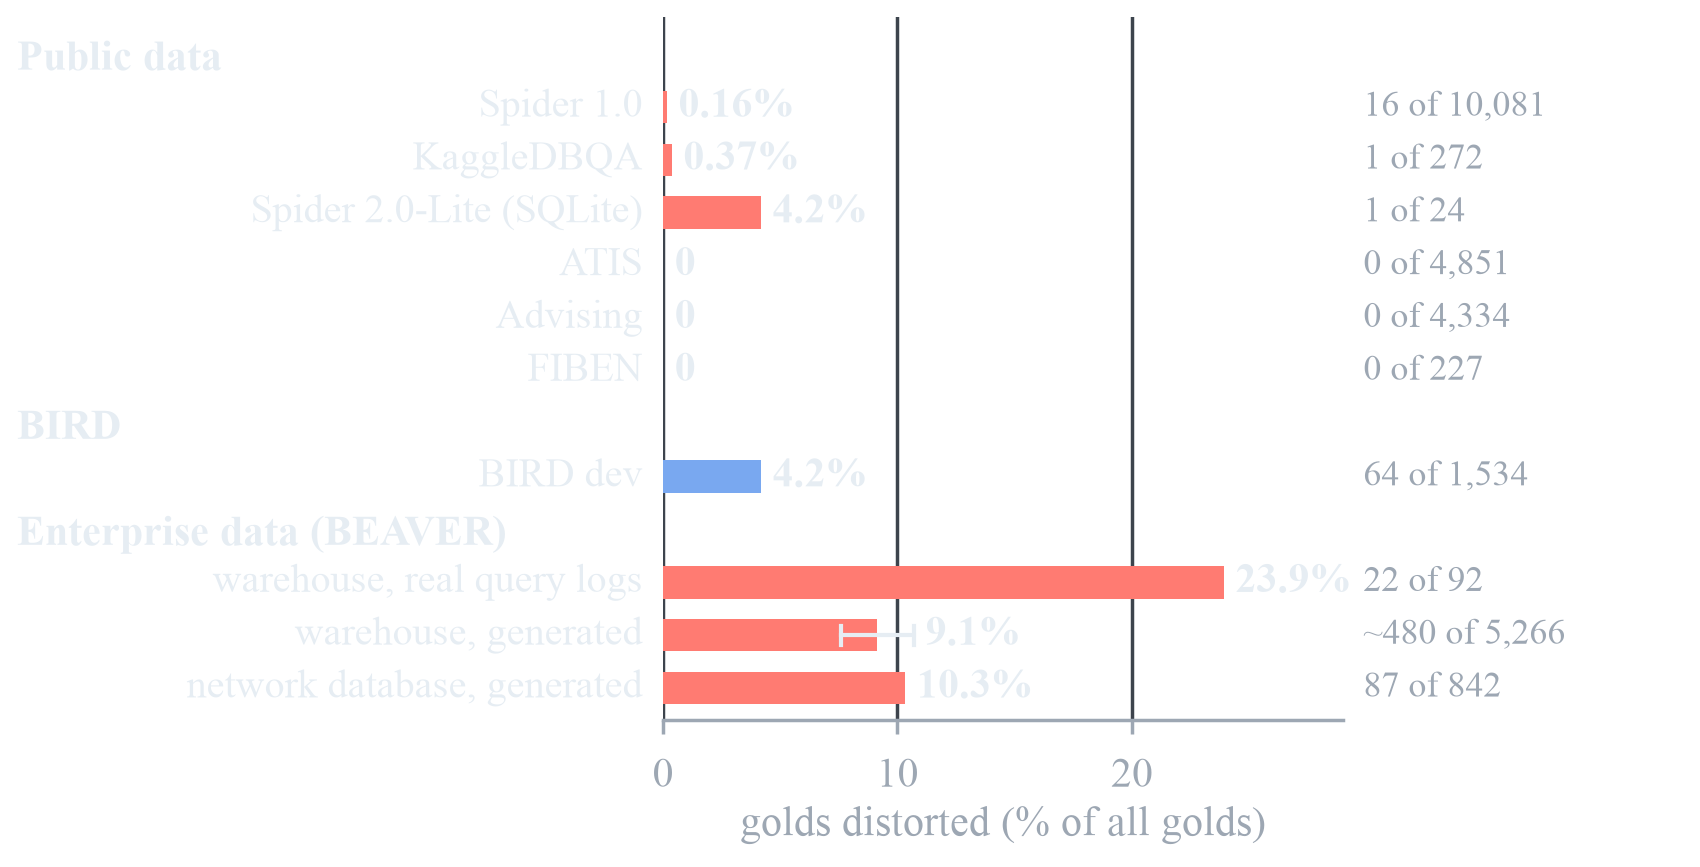 Public data
Spider 1.0 0.16% 16 of 10,081
KaggleDBQA 0.37% 1 of 272
Spider 2.0-Lite (SQLite) 4.2% 1 of 24
ATIS 0 0 of 4,851
Advising 0 0 of 4,334
FIBEN 0 0 of 227
BIRD
BIRD dev 4.2% 64 of 1,534
Enterprise data (BEAVER)
warehouse, real query logs 23.9% 22 of 92
warehouse, generated 9.1% ~480 of 5,266
network database, generated 10.3% 87 of 842
0 10 20
golds distorted (% of all golds)